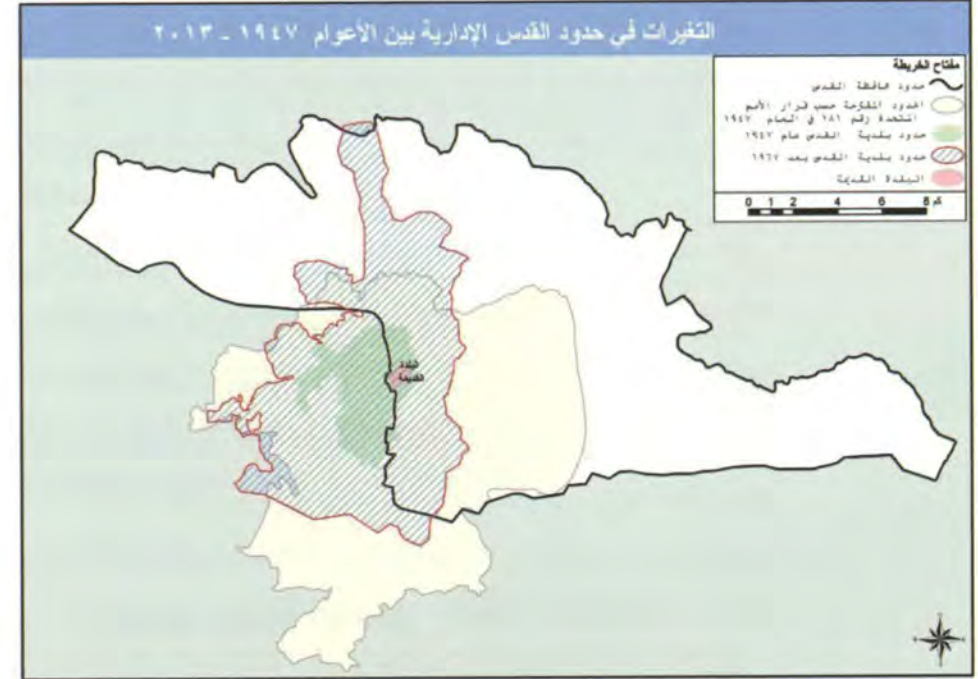 التغيرات في حدود القدس الإدارية بين الأعوام ١٩٤٧ - ٢٠١٣
مفتاح الخريطة
حدود محافظة القدس
الحدود المقترحة حسب قرار الأمم
المتحدة رقم ١٨١ في العام ١٩٤٧
حدود بلدية القدس عام ١٩٤٧
حدود بلدية القدس بعد ١٩٦٧
البلدة القديمة
0 1 2 4 6 8 كم
البلدة
القديمة